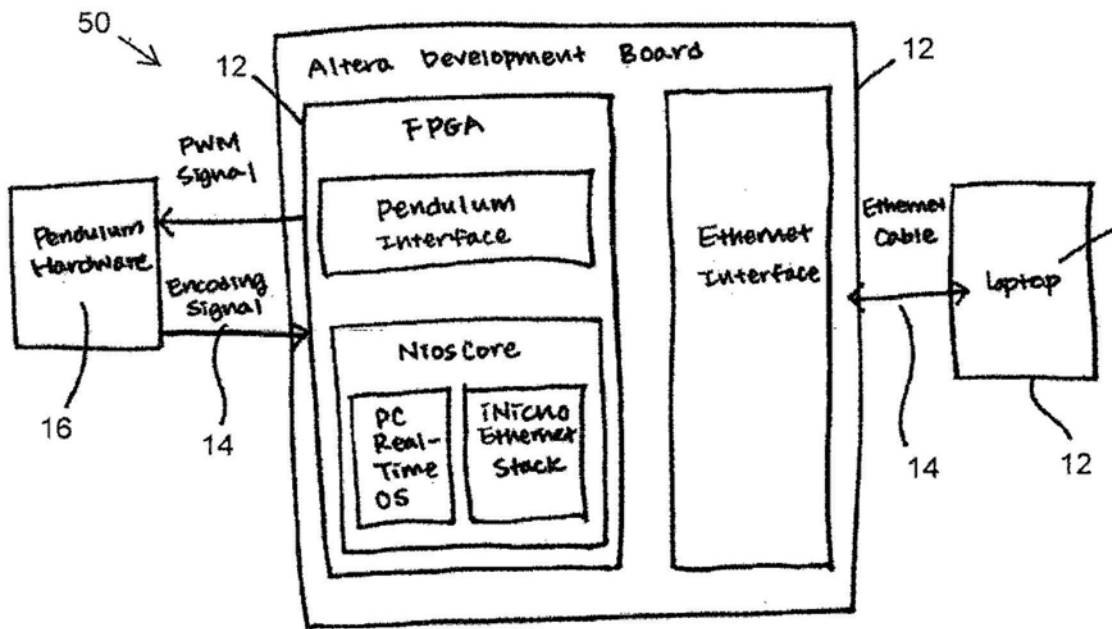 50
12
Altera Development Board
12
FPGA
PWM
Signal
Pendulum
Interface
Pendulum
Hardware
Encoding
Signal
16
14
Nios Core
PC
Real-
Time
OS
iNicho
Ethernet
Stack
Ethernet
Interface
Ethernet
Cable
Laptop
14
12